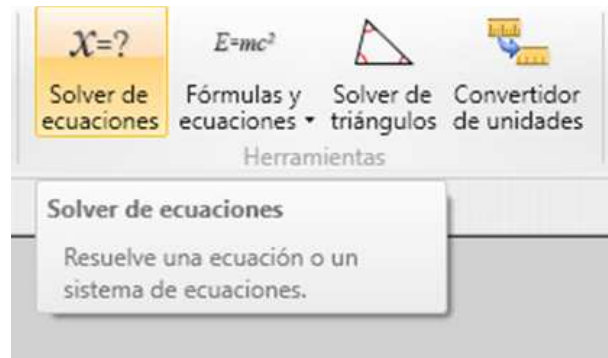 X=?
E=mc²
Solver de ecuaciones
Fórmulas y ecuaciones
Solver de triángulos
Convertidor de unidades
Herramientas
Solver de ecuaciones
Resuelve una ecuación o un
sistema de ecuaciones.